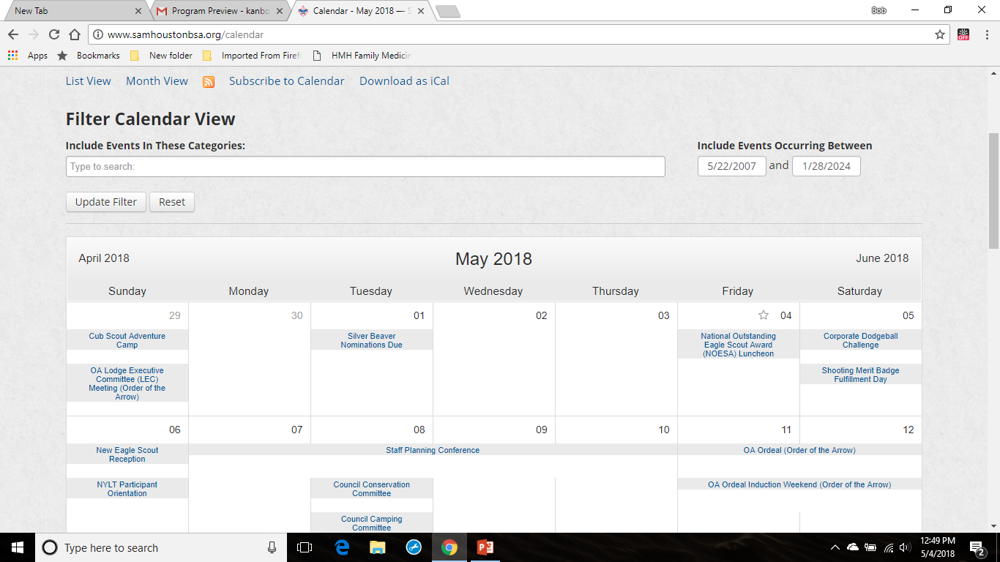 New Tab
Program Preview - kanbo
Calendar - May 2018 — S
Bob
www.samhoustonbsa.org/calendar
OFF
Apps Bookmarks New folder Imported From Firef HMH Family Medicin
List View Month View Subscribe to Calendar Download as iCal
Filter Calendar View
Include Events In These Categories: Include Events Occurring Between
Type to search: 5/22/2007 and 1/28/2024
Update Filter Reset
April 2018 May 2018 June 2018
Sunday Monday Tuesday Wednesday Thursday Friday Saturday
29 30 01 02 03 04 05
Cub Scout Adventure
Camp
OA Lodge Executive
Committee (LEC)
Meeting (Order of the
Arrow)
Silver Beaver
Nominations Due
National Outstanding
Eagle Scout Award
(NOESA) Luncheon
Corporate Dodgeball
Challenge
Shooting Merit Badge
Fulfillment Day
06 07 08 09 10 11 12
New Eagle Scout
Reception
Staff Planning Conference
OA Ordeal (Order of the Arrow)
NYLT Participant
Orientation
Council Conservation
Committee
OA Ordeal Induction Weekend (Order of the Arrow)
Council Camping
Committee
Type here to search
12:49 PM
5/4/2018
2